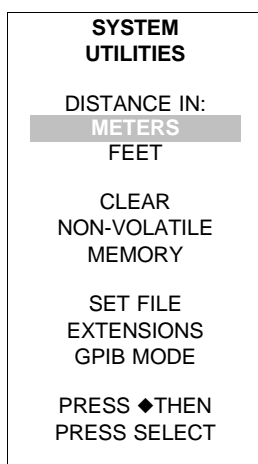 SYSTEM
UTILITIES
DISTANCE IN:
METERS
FEET
CLEAR
NON-VOLATILE
MEMORY
SET FILE
EXTENSIONS
GPIB MODE
PRESS ◆THEN
PRESS SELECT